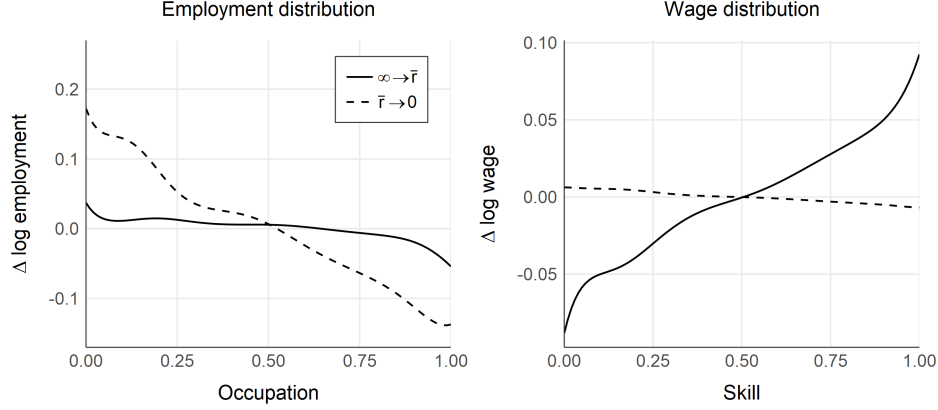 Employment distribution
Δ log employment
0.2
0.1
0.0
-0.1
∞→r̄
r̄→0
0.00 0.25 0.50 0.75 1.00
Occupation
Wage distribution
Δ log wage
0.10
0.05
0.00
-0.05
0.00 0.25 0.50 0.75 1.00
Skill